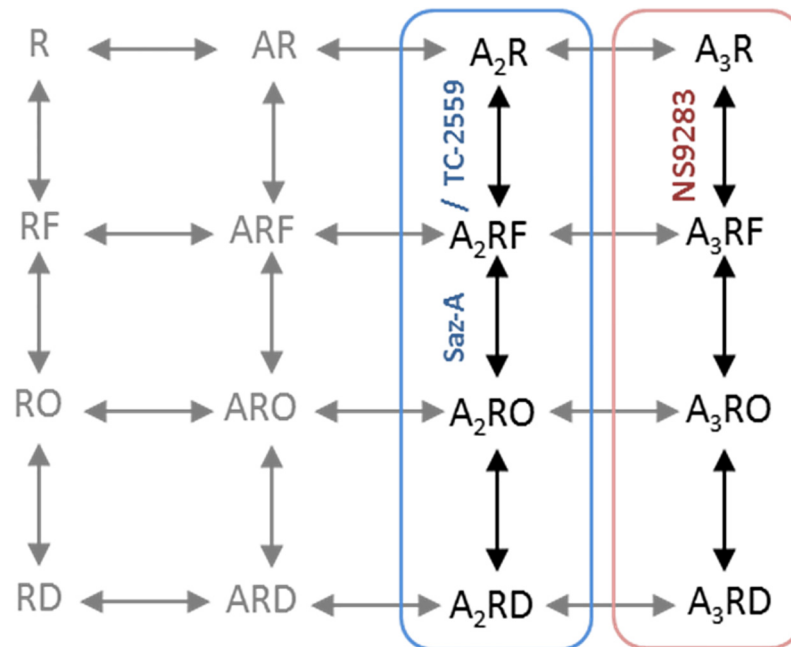 R AR A₂R A₃R
Saz-A / TC-2559
NS9283
RF ARF A₂RF A₃RF
RO ARO A₂RO A₃RO
RD ARD A₂RD A₃RD